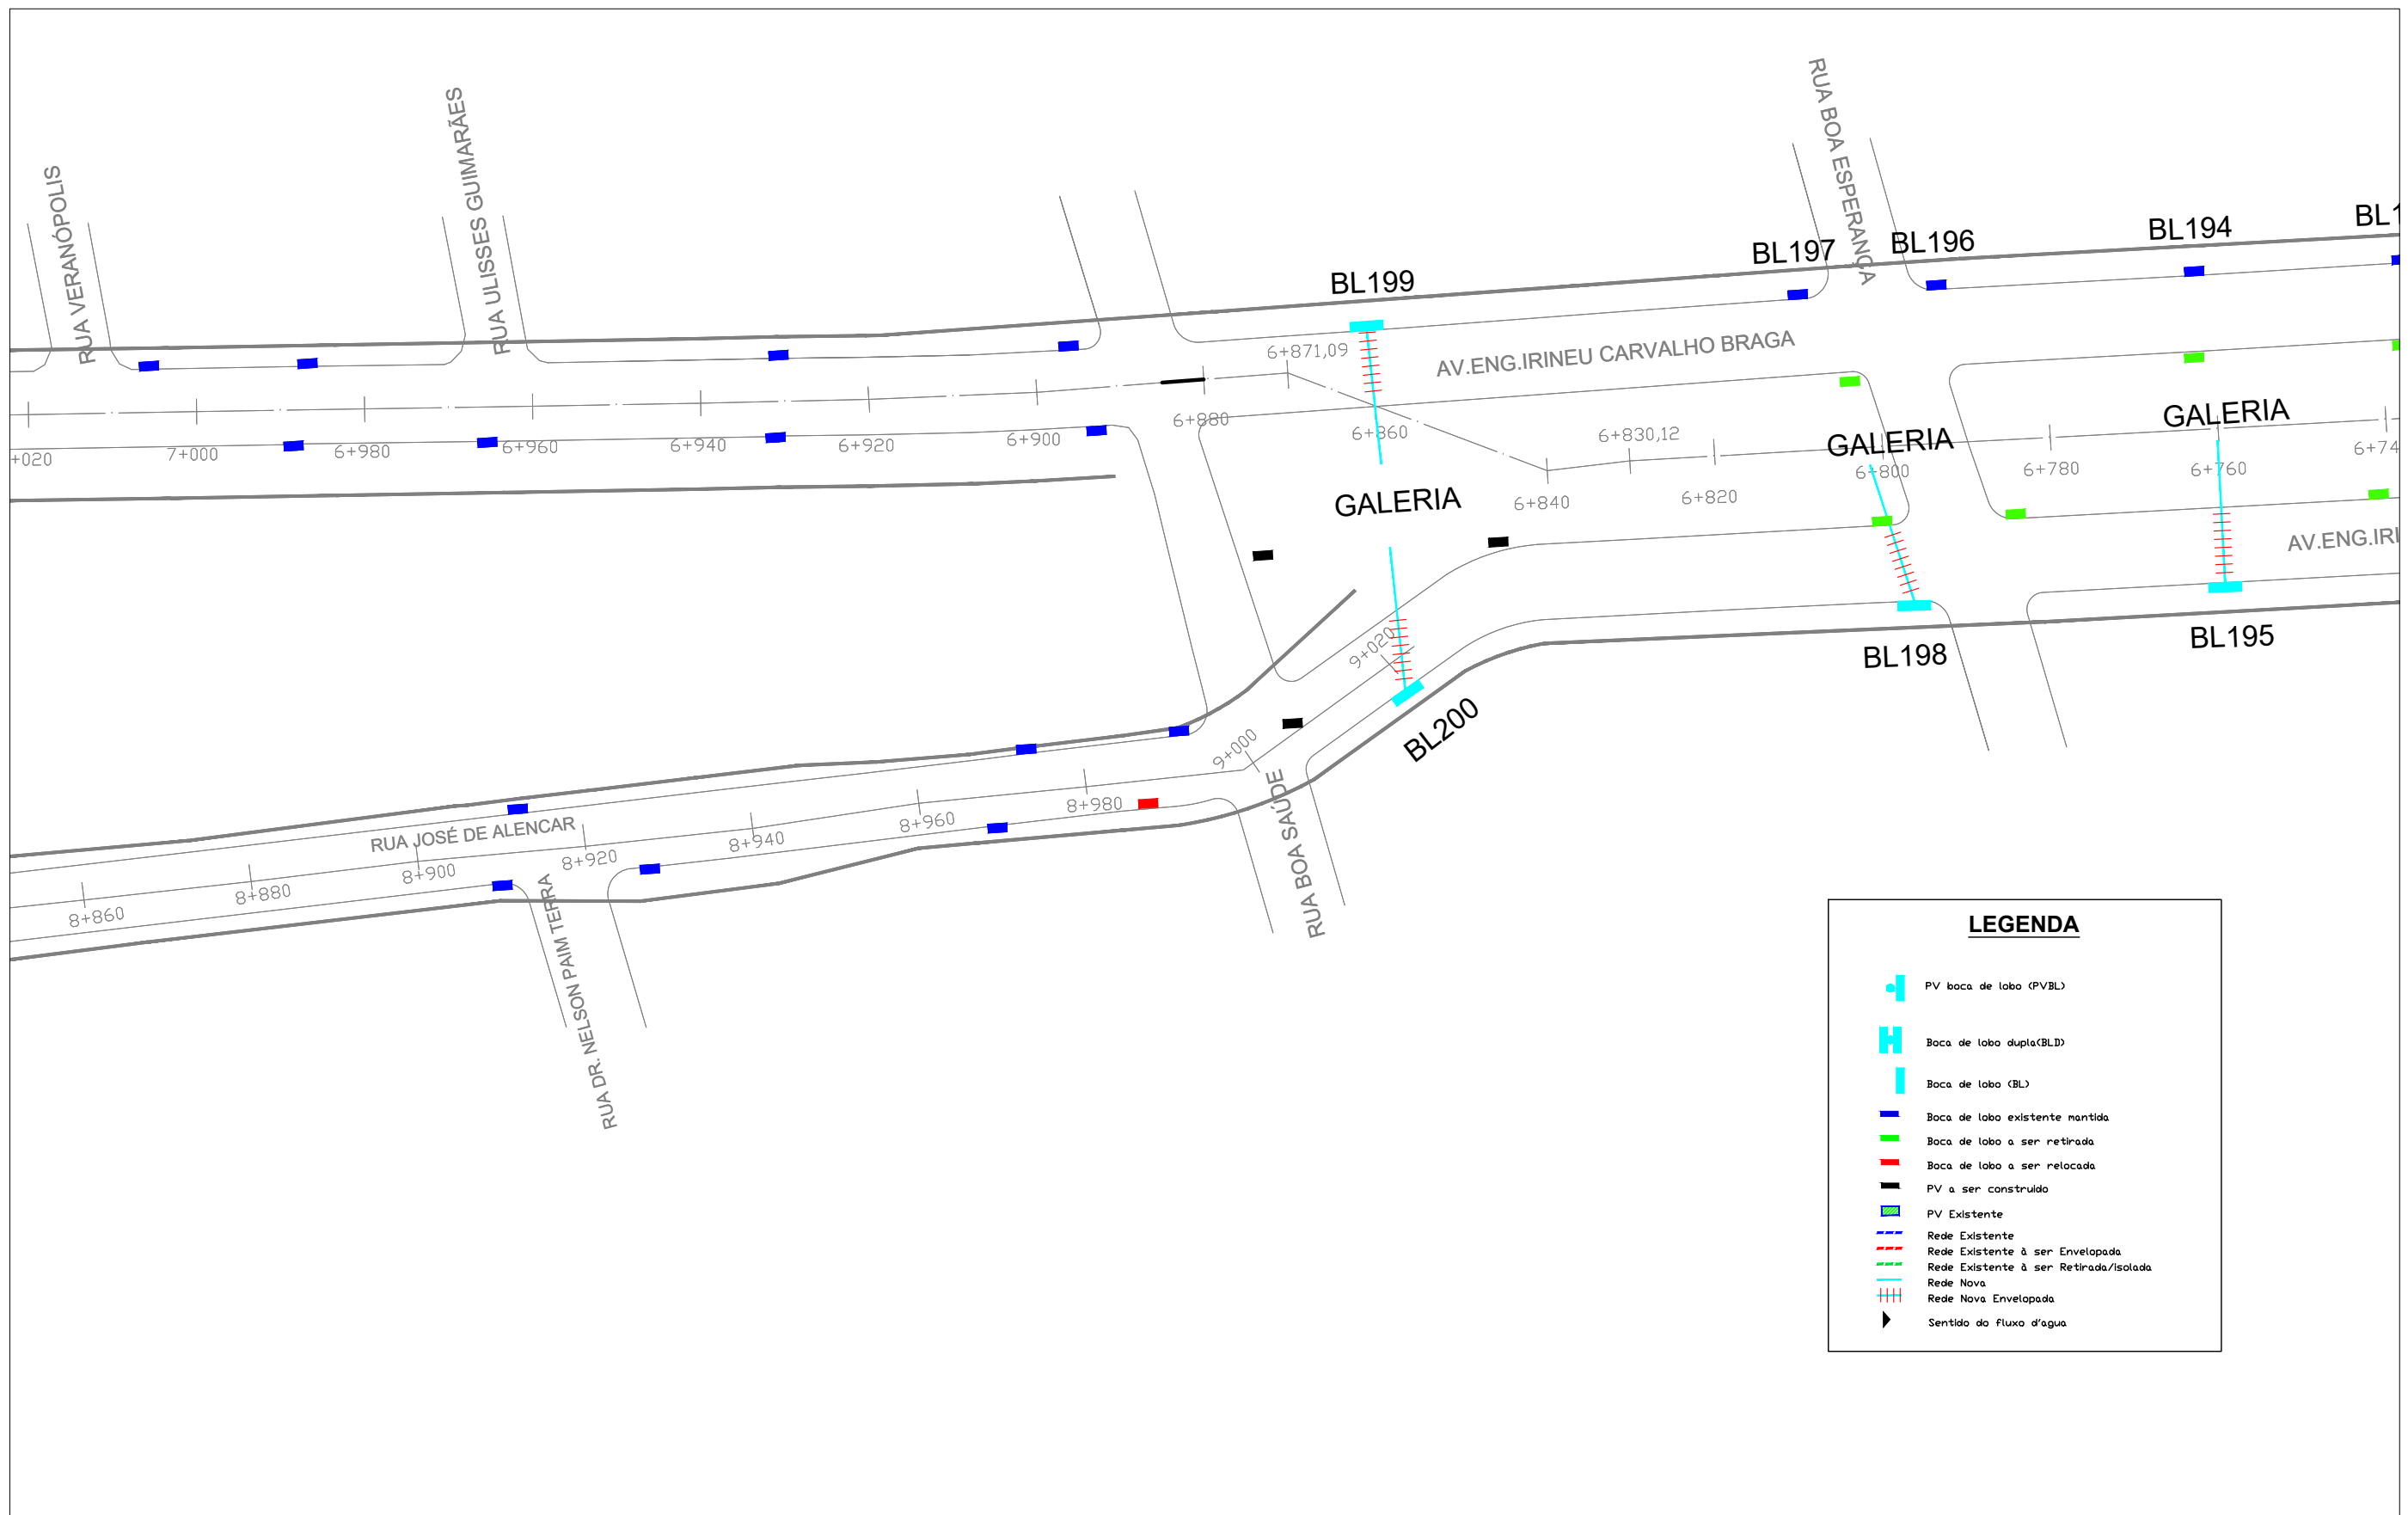 RUA VERANÓPOLIS
RUA ULISSES GUIMARÃES
RUA BOA ESPERANÇA
BL199
BL197
BL196
BL194
BL1
6+871,09
AV.ENG.IRINEU CARVALHO BRAGA
+020
7+000
6+980
6+960
6+940
6+920
6+900
6+880
6+860
6+840
6+830,12
6+820
6+800
6+780
6+760
6+74
GALERIA
GALERIA
GALERIA
AV.ENG.IRI
BL195
BL198
BL200
9+020
9+000
8+980
8+960
8+940
8+920
8+900
8+880
8+860
RUA JOSÉ DE ALENCAR
RUA BOA SAÚDE
RUA DR. NELSON PAIM TERRA
LEGENDA
PV boca de lobo (PVBL)
Boca de lobo dupla(BLD)
Boca de lobo (BL)
Boca de lobo existente mantida
Boca de lobo a ser retirada
Boca de lobo a ser relocada
PV a ser construido
PV Existente
Rede Existente
Rede Existente à ser Envelopada
Rede Existente à ser Retirada/isolada
Rede Nova
Rede Nova Envelopada
Sentido do fluxo d'agua